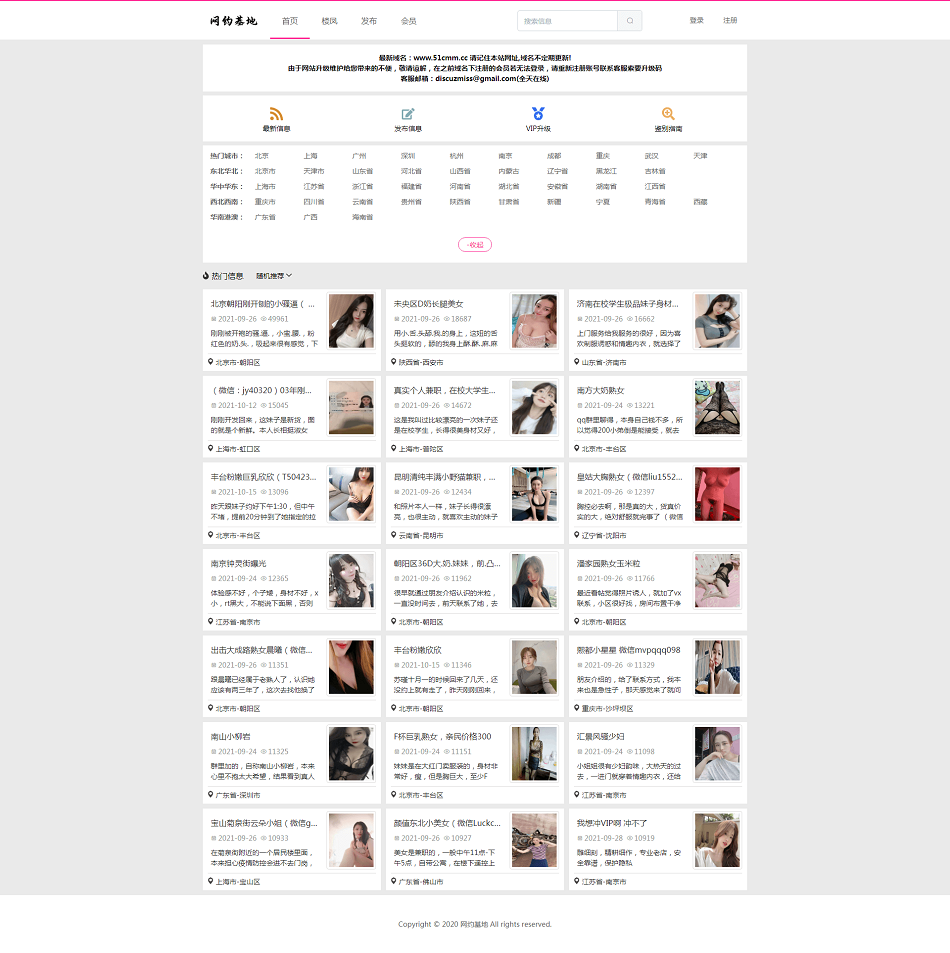 网约基地 首页 楼凤 发布 会员 搜索信息 登录 注册
最新域名：www.51cmm.cc 请记住本站网址,域名不定期更新!
由于网站升级维护给您带来的不便，敬请谅解，在之前域名下注册的会员若无法登录，请重新注册账号联系客服索要升级码
客服邮箱：discuzmiss@gmail.com(全天在线)
最新信息 发布信息 VIP升级 鉴别指南
热门城市： 北京 上海 广州 深圳 杭州 南京 成都 重庆 武汉 天津
东北华北： 北京市 天津市 山东省 河北省 山西省 内蒙古 辽宁省 黑龙江 吉林省
华中华东： 上海市 江苏省 浙江省 福建省 河南省 湖北省 安徽省 湖南省 江西省
西北西南： 重庆市 四川省 云南省 贵州省 陕西省 甘肃省 新疆 宁夏 青海省 西藏
华南港澳： 广东省 广西 海南省
-收起
热门信息 随机推荐
北京朝阳刚开刨的小骚逼（ ...
2021-09-26 49961
刚刚被开袍的骚.逼.，小蛮.腰.，粉
红色的奶.头.，吸起来很有感觉，下
北京市-朝阳区
未央区D奶长腿美女
2021-09-26 18687
用小.舌.头舔.我.的身上，这妞的舌
头挺软的，舔的我身上酥.酥.麻.麻
陕西省-西安市
济南在校学生极品妹子身材...
2021-09-26 16662
上门服务给我服务的很好，因为喜
欢制服诱惑和情趣内衣，就选择了
山东省-济南市
（微信：jy40320）03年刚...
2021-10-12 15045
刚刚开发回来，这妹子是新货，图
的就是个新鲜。本人长相挺淑女
上海市-虹口区
真实个人兼职，在校大学生...
2021-09-26 14672
这是我叫过比较漂亮的一次妹子还
是在校学生，长得很美身材又好，
上海市-普陀区
南方大奶熟女
2021-09-24 13221
qq群里聊得，本身自己钱不多，所
以觉得200小弟倒是能接受，就去
北京市-丰台区
丰台粉嫩巨乳欣欣（T50423...
2021-10-15 13096
昨天跟妹子约好下午1:30，但中午
不堵，提前20分钟到了她指定的位
北京市-丰台区
昆明清纯丰满小野猫兼职，...
2021-09-26 12434
和照片本人一样，妹子长得很漂
亮，也很主动，就喜欢主动的妹子
云南省-昆明市
皇姑大胸熟女（微信liu1552...
2021-09-26 12397
胸控必去啊，那是真的大，货真价
实的大，绝对舒服就完事了（ 微信
辽宁省-沈阳市
南京钟灵街曝光
2021-09-24 12365
体验感不好，个子矮，身材不好，x
小，rt黑大，不能说下面黑，否则
江苏省-南京市
朝阳区36D大.奶.妹妹，前.凸...
2021-09-26 11962
很早就通过朋友介绍认识的米粒，
一直没时间去，前天联系了她，去
北京市-朝阳区
潘家园熟女玉米粒
2021-09-26 11766
最近看帖觉得照片诱人，就加了vx
联系，小区很好找，房间布置干净
北京市-朝阳区
出击大成路熟女晨曦（微信...
2021-09-26 11351
跟晨曦已经属于老熟人了，认识她
应该有两三年了，这次去找他换了
北京市-朝阳区
丰台粉嫩欣欣
2021-10-15 11346
苏瑾十月一的时候回来了几天，还
没约上就有走了，昨天刚刚回来，
北京市-朝阳区
熙都小星星 微信mvpqqq098
2021-09-26 11329
朋友介绍的，给了联系方式，我本
来也是急性子，那天感觉来了就问
重庆市-沙坪坝区
南山小柳岩
2021-09-24 11325
群里加的，自称南山小柳岩，本来
心里不抱太大希望，结果看到真人
广东省-深圳市
F杯巨乳熟女，亲民价格300
2021-09-24 11151
妹妹是在大红门卖服装的，身材非
常好，瘦，但是胸巨大，至少F
北京市-丰台区
汇景风骚少妇
2021-09-24 11098
小姐姐很有少妇韵味，大热天的过
去，一进门就穿着情趣内衣，还给
江苏省-南京市
宝山菊泉街云朵小姐（微信g...
2021-09-26 10933
在菊泉街附近的一个居民楼里面，
本来担心疫情防控会进不去门岗，
上海市-宝山区
颜值东北小美女（微信Luckc...
2021-09-26 10927
美女是兼职的，一般中午11点-下
午5点，自带公寓，在楼下遥控上
广东省-佛山市
我想冲VIP啊 冲不了
2021-09-28 10919
雕细刻，精耕细作，专业老店，安
全靠谱，保护隐私
江苏省-南京市
Copyright © 2020 网约基地 All rights reserved.